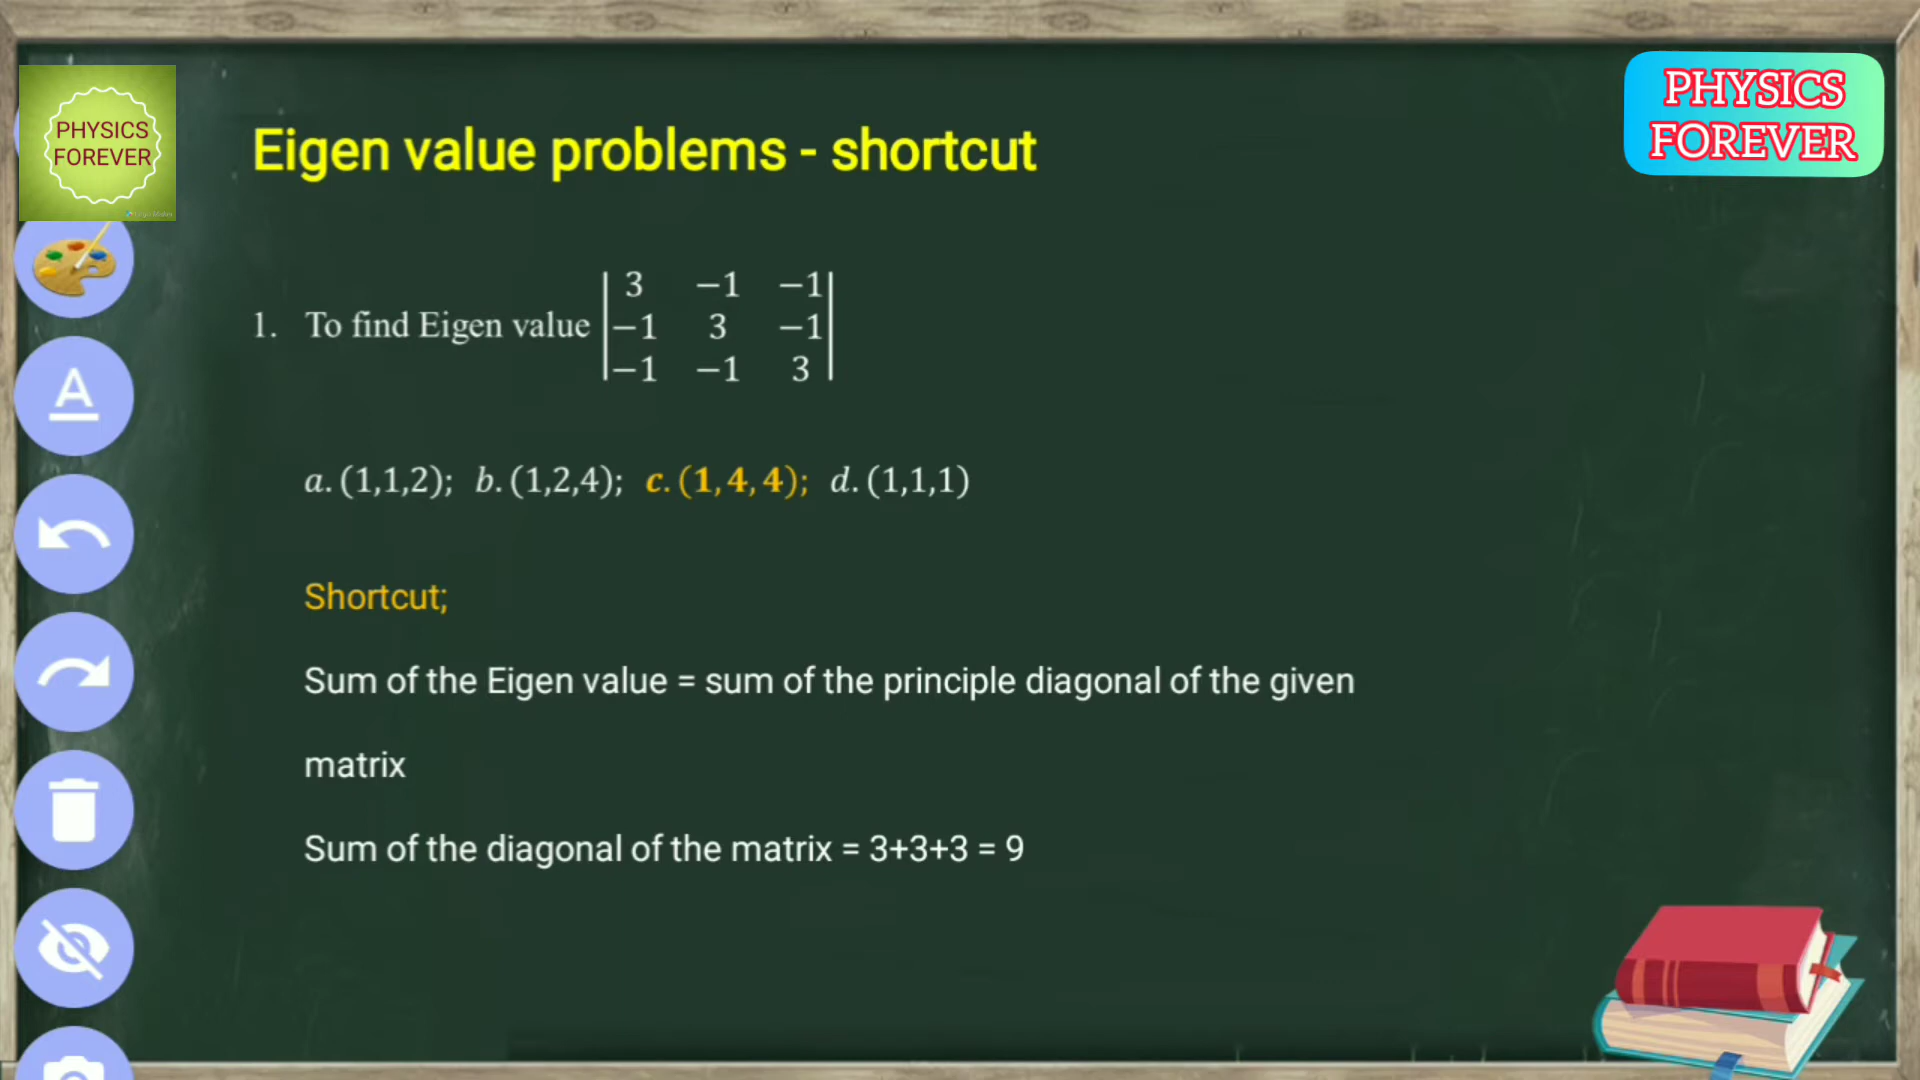 PHYSICS
FOREVER
PHYSICS
FOREVER
Eigen value problems - shortcut
1. To find Eigen value |3 −1 −1|
|−1 3 −1|
|−1 −1 3|
a. (1,1,2); b. (1,2,4); c. (1, 4, 4); d. (1,1,1)
Shortcut;
Sum of the Eigen value = sum of the principle diagonal of the given
matrix
Sum of the diagonal of the matrix = 3+3+3 = 9
A